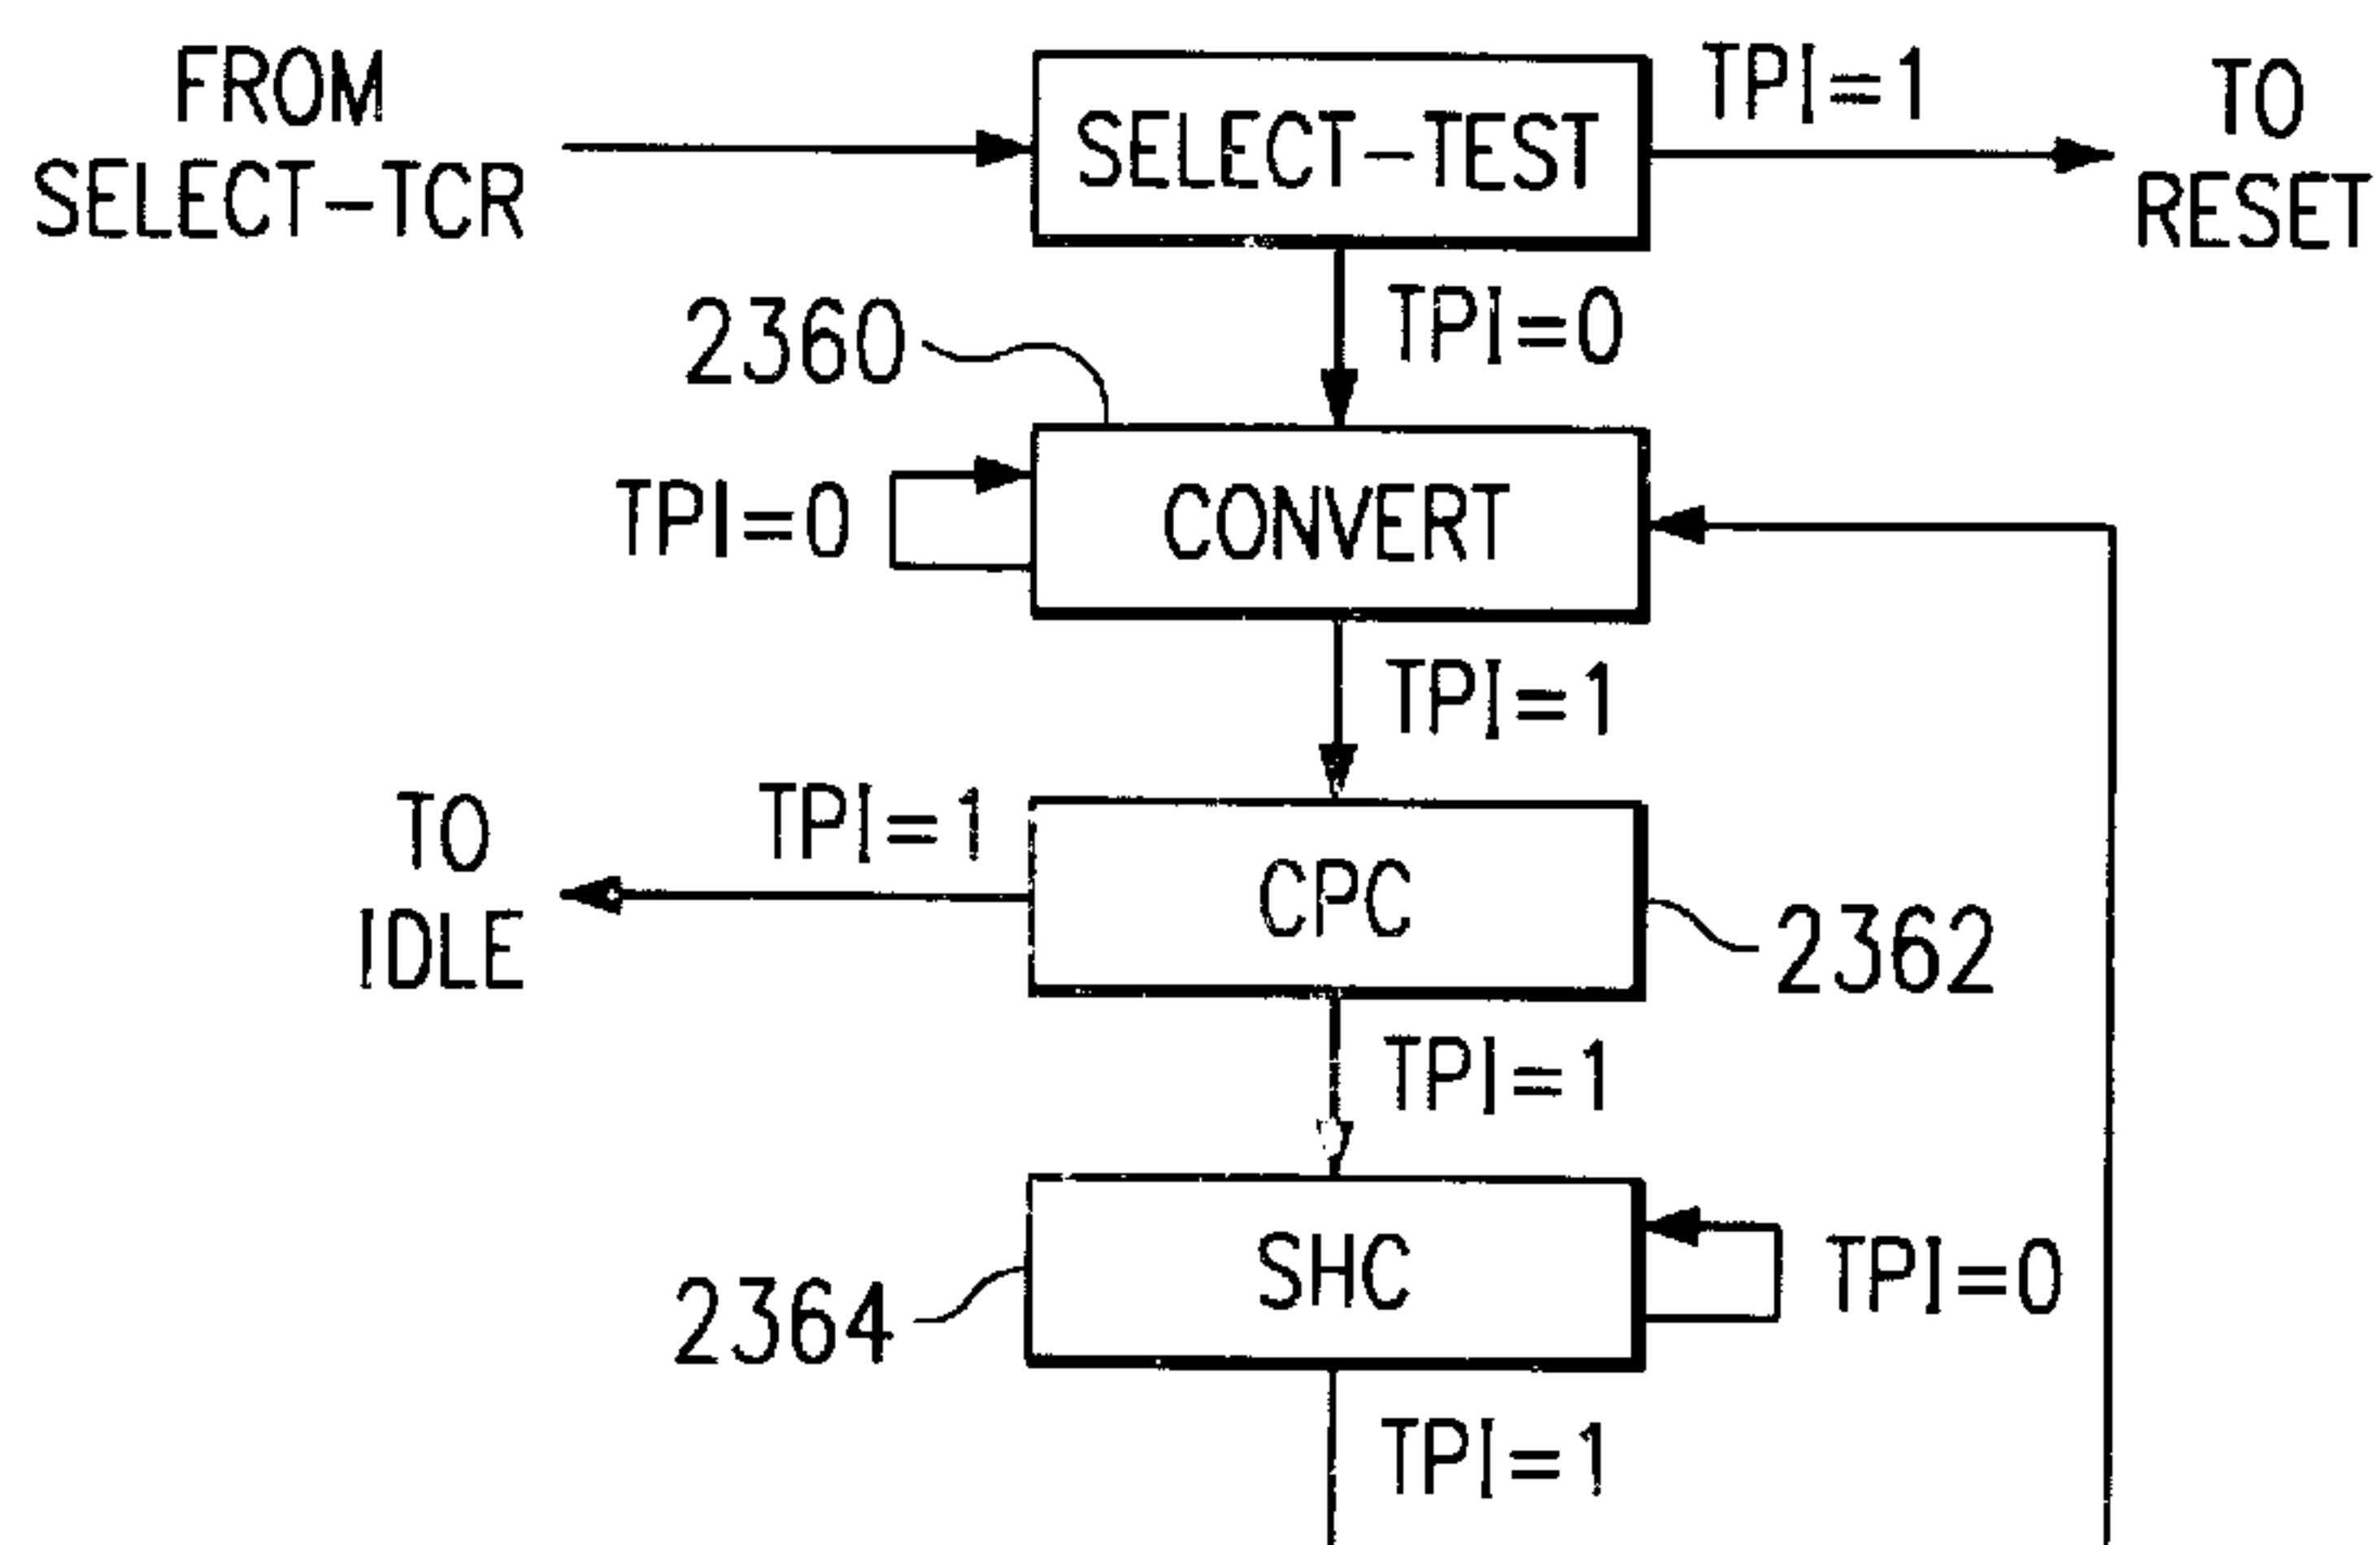 FROM
SELECT-TCR
SELECT-TEST
TPI=1
TO
RESET
2360
TPI=0
TPI=0
CONVERT
TPI=1
TO
IDLE
TPI=1
CPC
2362
TPI=1
2364
SHC
TPI=0
TPI=1